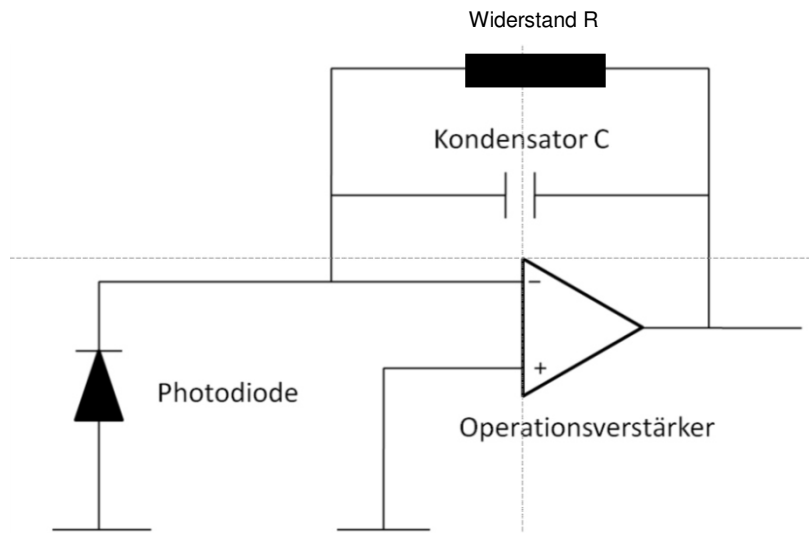 Widerstand R
Kondensator C
−
+
Photodiode
Operationsverstärker